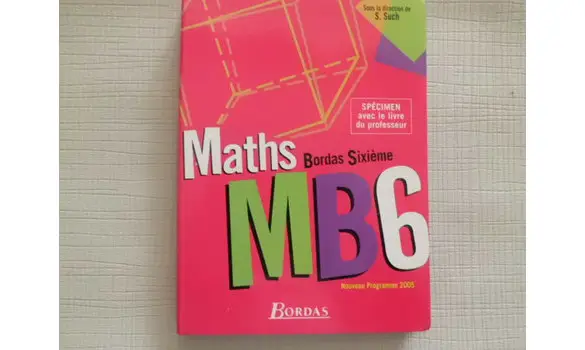 Sous la direction de
S. Such
SPÉCIMEN
avec le livre
du professeur
Maths
Bordas Sixième
MB6
Nouveau Programme 2005
BORDAS